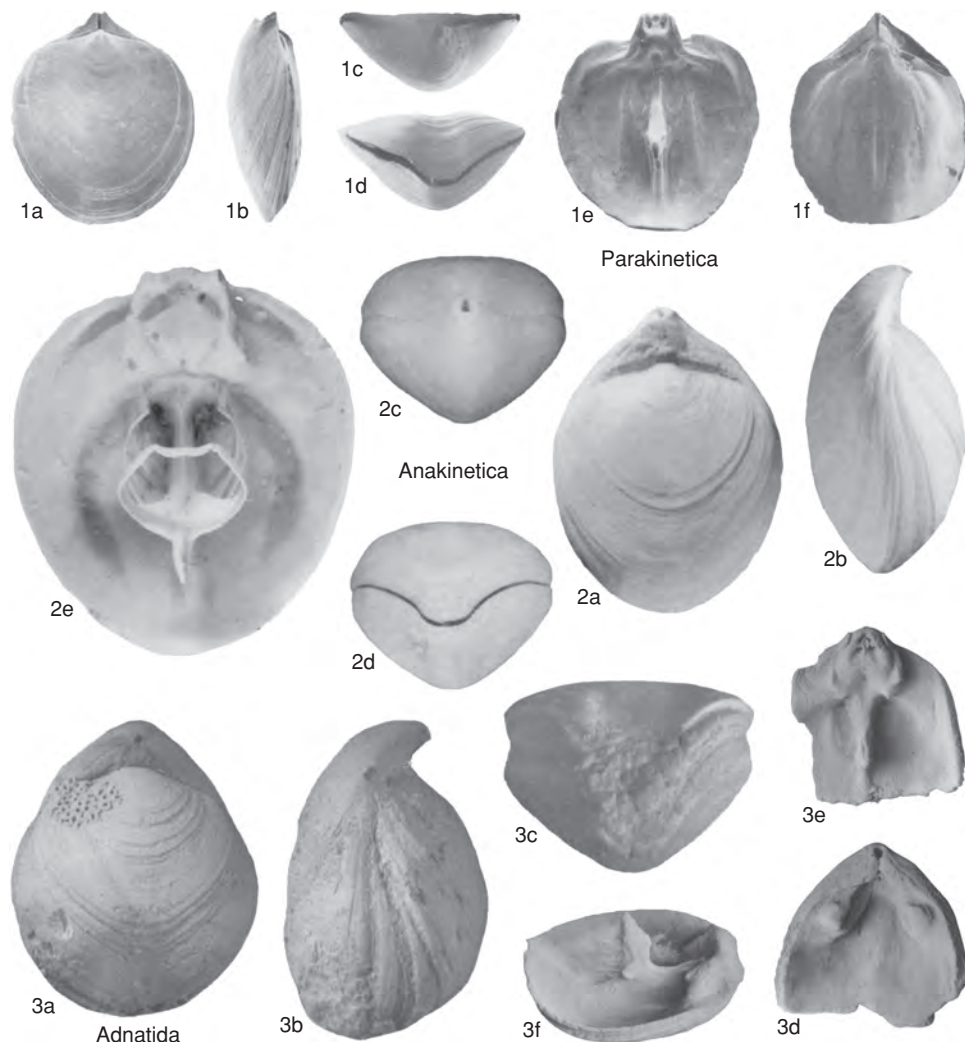 1a
1b
1c
1d
1e
1f
Parakinetica
2e
2c
Anakinetica
2d
2a
2b
3a
Adnatida
3b
3c
3f
3e
3d